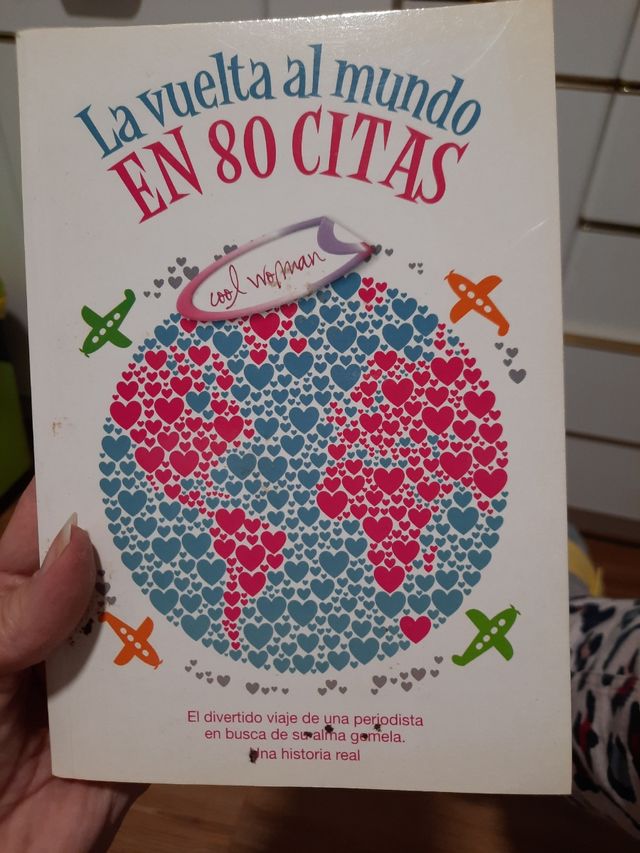 La vuelta al mundo
EN 80 CITAS
cool woman
El divertido viaje de una periodista
en busca de su alma gemela.
Una historia real